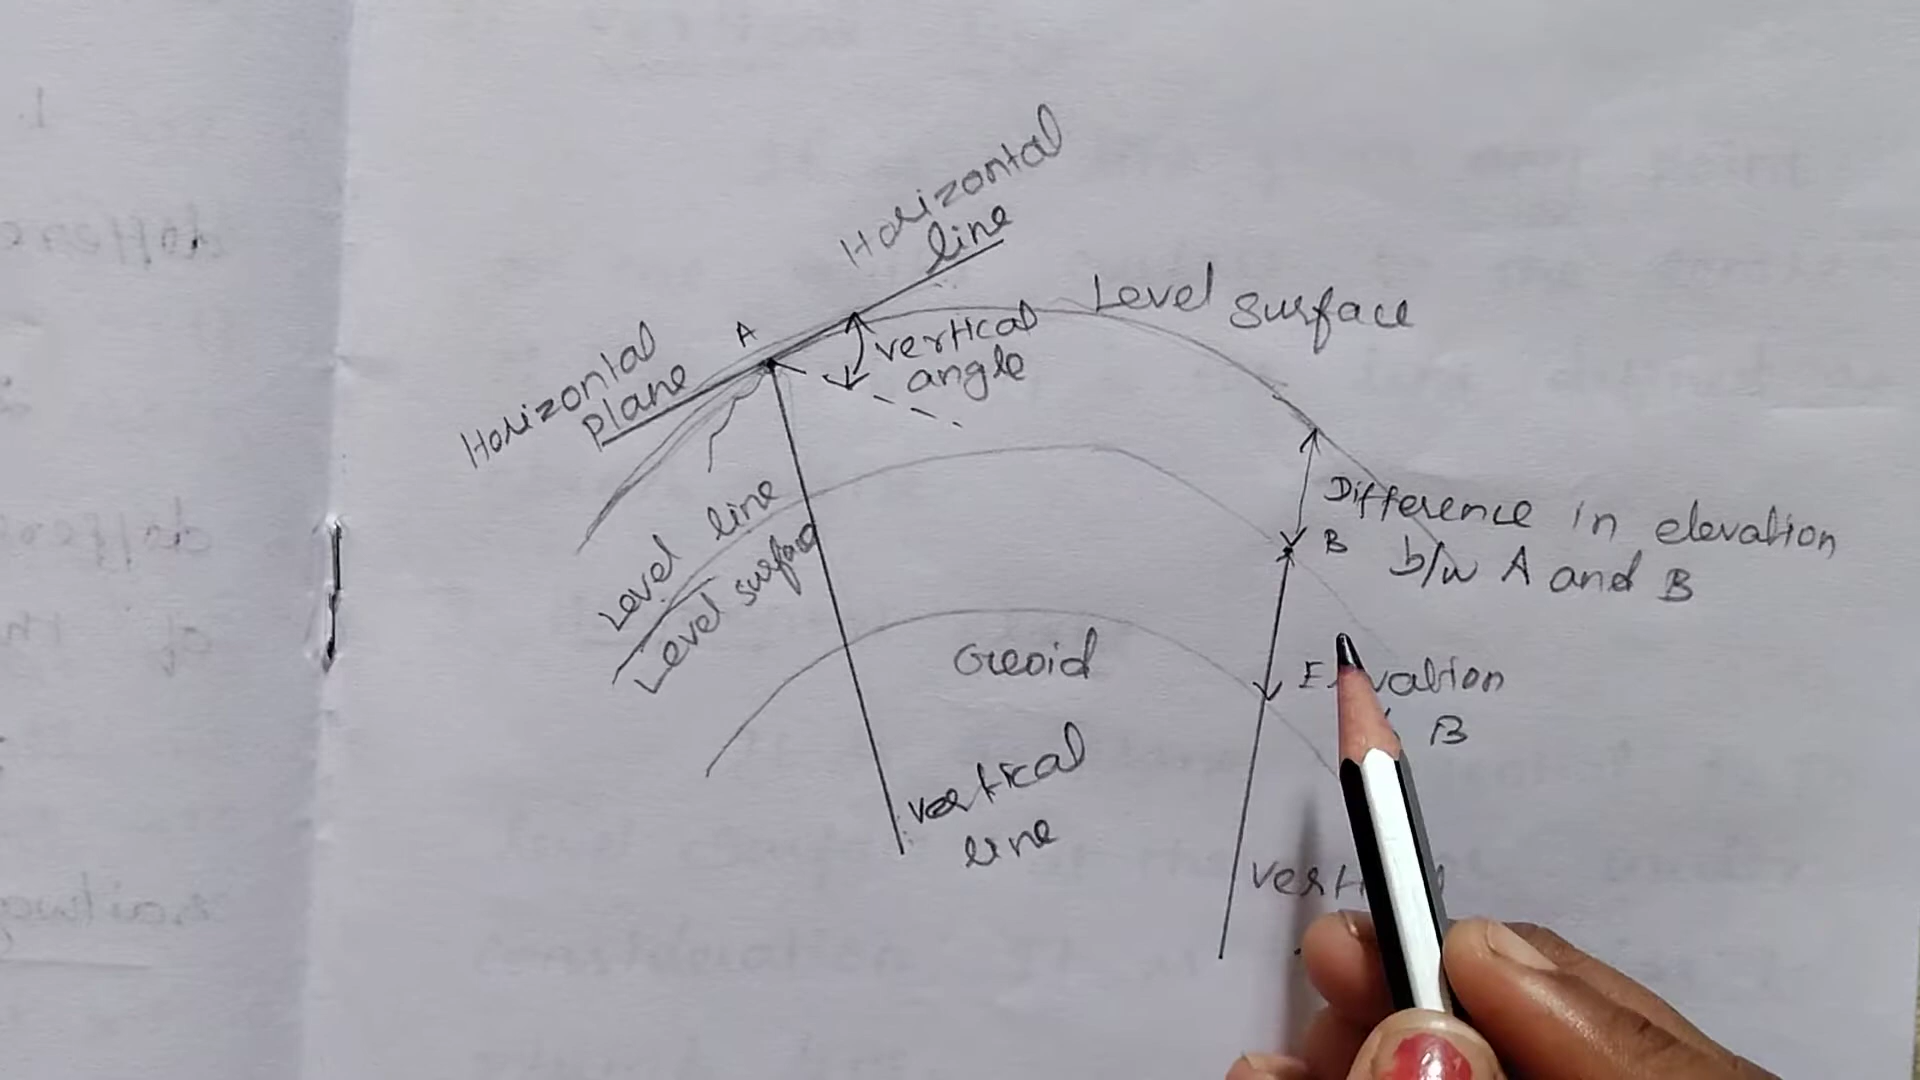 Horizontal
line
A
Horizontal
Plane
vertical
angle
Level surface
Level line
Level surface
Difference in elevation
b/w A and B
B
Geoid
B
vertical
line